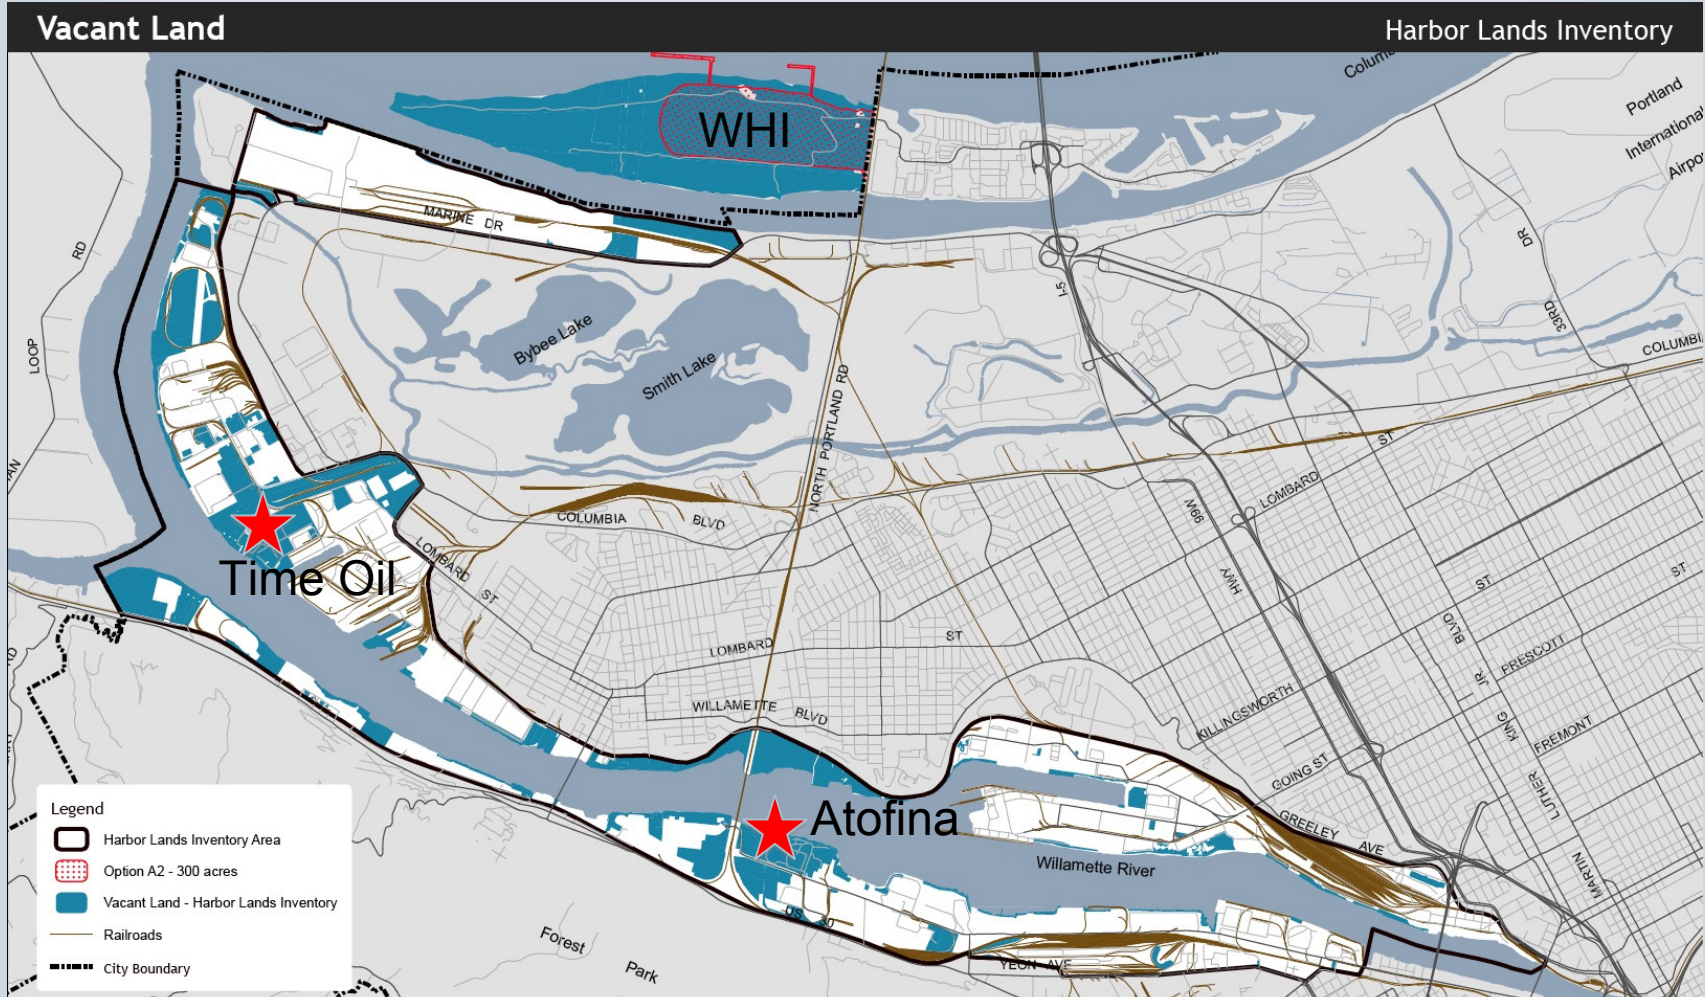 Vacant Land
Harbor Lands Inventory
Portland
International
WHI
MARINE DR
RD
LOOP
DR
33RD
I-5
Bybee Lake
Smith Lake
NORTH PORTLAND RD
COLUMBIA BLVD
ST
LOMBARD
99W
HWY
Time Oil
LOMBARD ST
ST
ST
LOMBARD ST
WILLAMETTE BLVD
BLVD
JR
KING
LUTHER
MARTIN
PRESCOTT
KILLINGSWORTH
FREMONT
GOING ST
GREELEY AVE
Atofina
Willamette River
US 30
YEON AVE
Forest Park
Legend
Harbor Lands Inventory Area
Option A2 - 300 acres
Vacant Land - Harbor Lands Inventory
Railroads
City Boundary